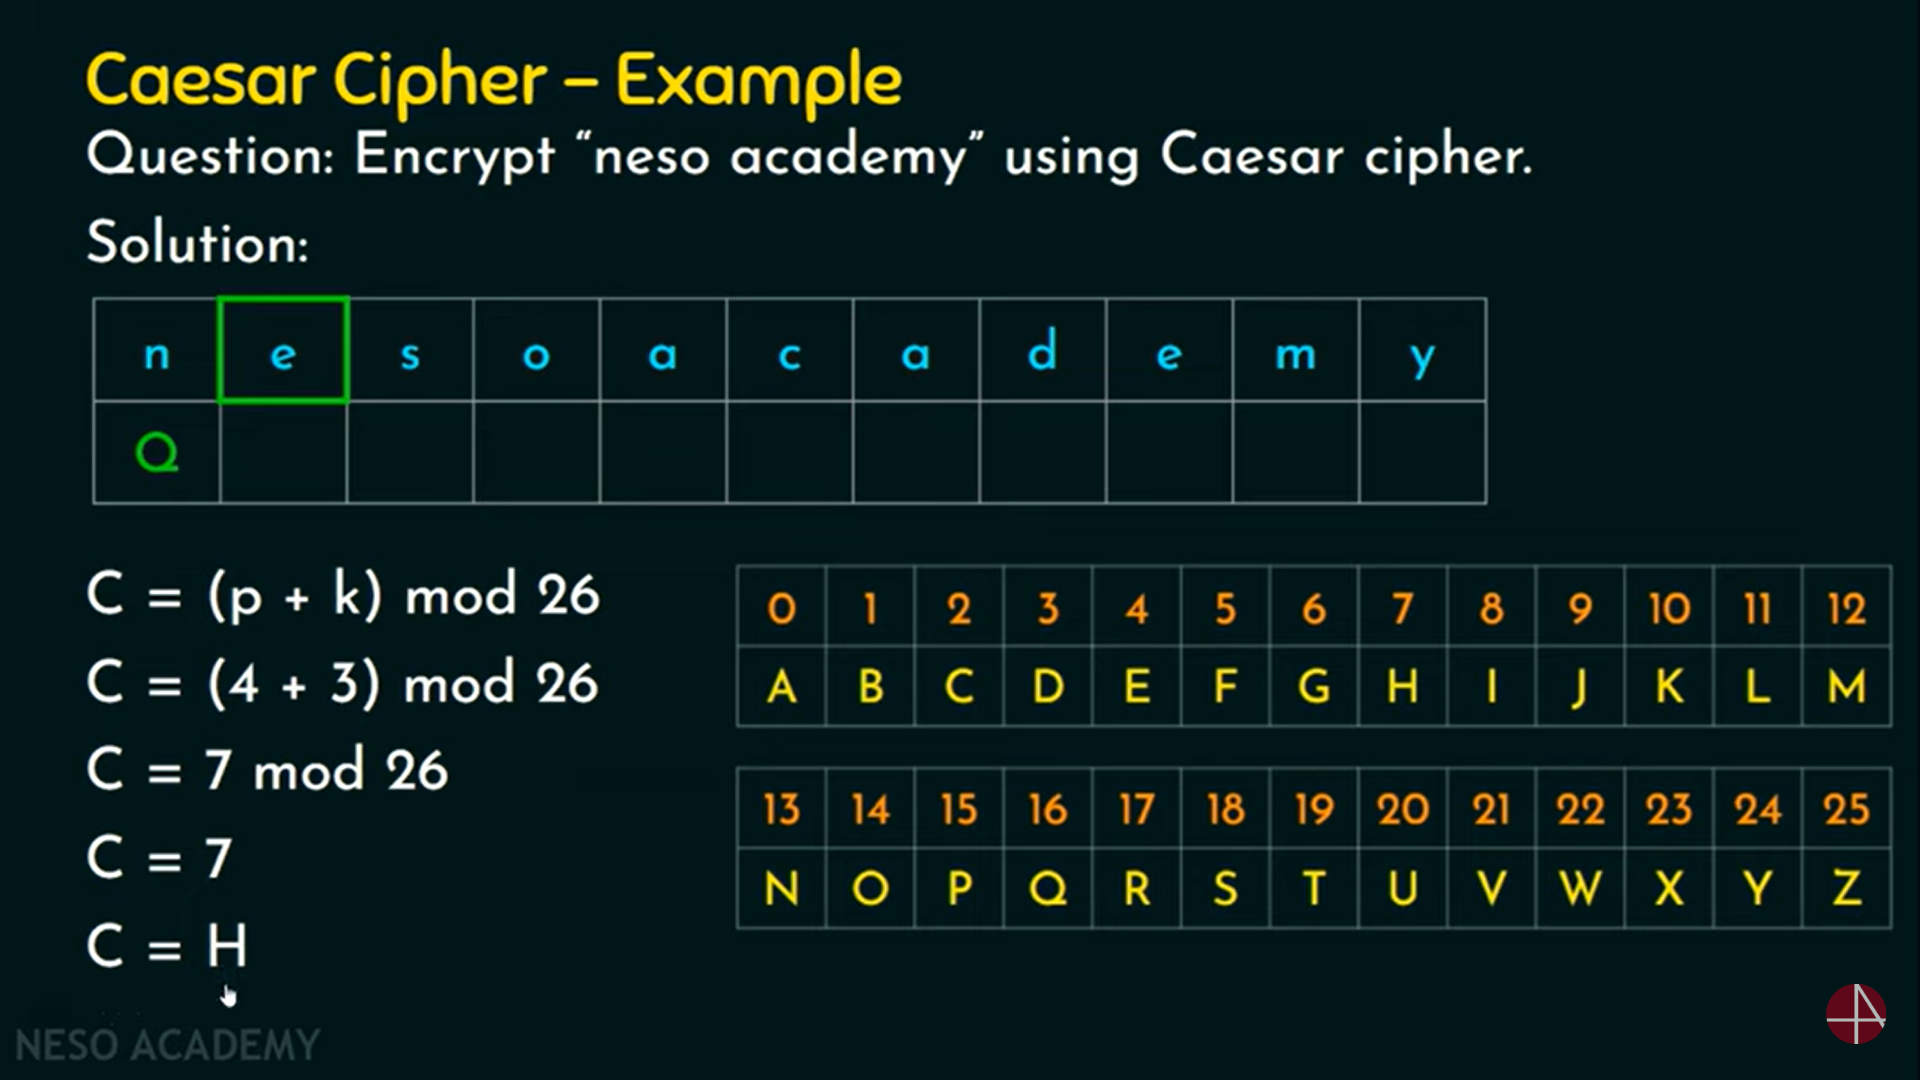 Caesar Cipher – Example
Question: Encrypt “neso academy” using Caesar cipher.
Solution:
n e s o a c a d e m y
Q
C = (p + k) mod 26
C = (4 + 3) mod 26
C = 7 mod 26
C = 7
C = H
0 1 2 3 4 5 6 7 8 9 10 11 12
A B C D E F G H I J K L M
13 14 15 16 17 18 19 20 21 22 23 24 25
N O P Q R S T U V W X Y Z
NESO ACADEMY